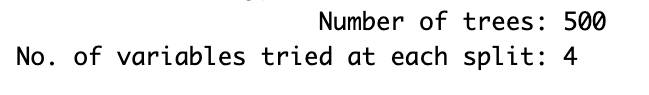 Number of trees: 500
No. of variables tried at each split: 4